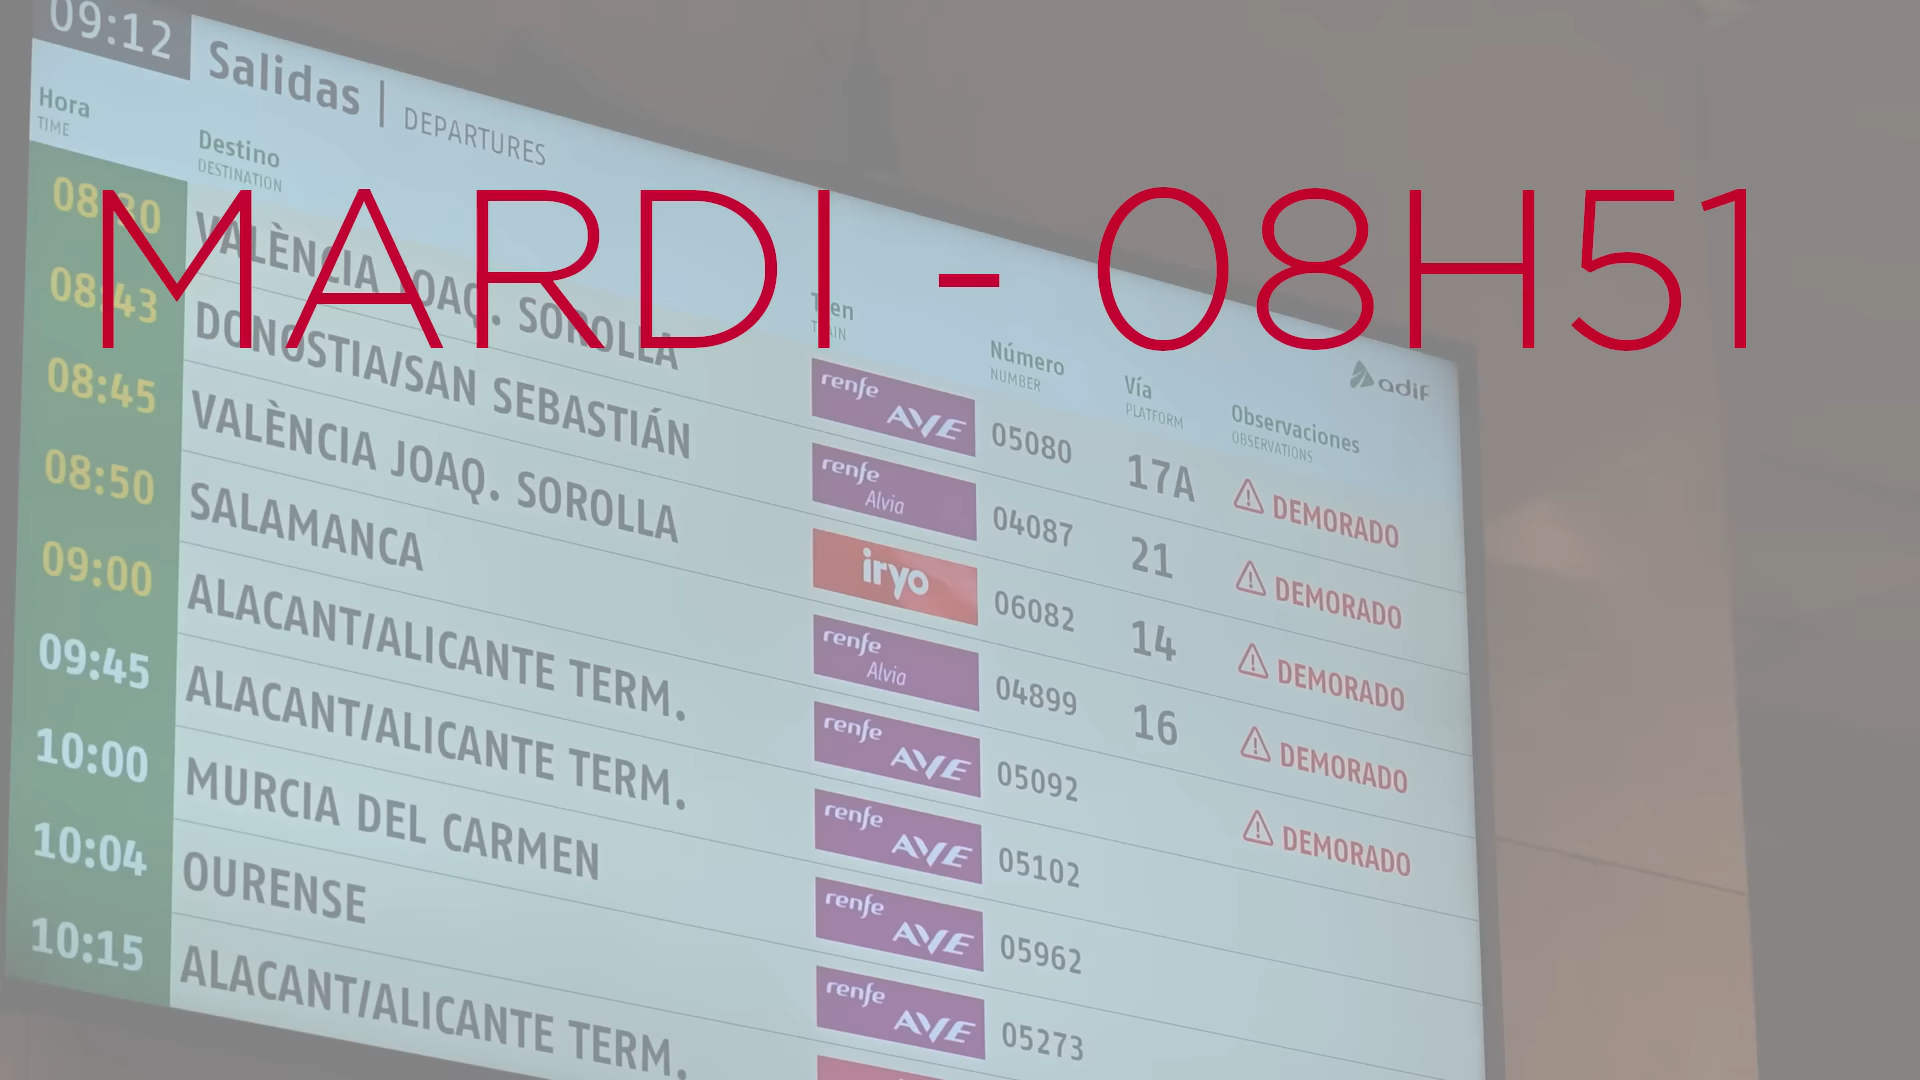 09:12 Salidas | DEPARTURES
Hora
TIME
Destino
DESTINATION
Tren
TRAIN
Número
NUMBER
Vía
PLATFORM
Observaciones
OBSERVATIONS
adif
MARDI - 08H51
08:30 VALÈNCIA JOAQ. SOROLLA renfe AVE 05080 17A DEMORADO
08:43 DONOSTIA/SAN SEBASTIÁN renfe Alvia 04087 21 DEMORADO
08:45 VALÈNCIA JOAQ. SOROLLA iryo 06082 14 DEMORADO
08:50 SALAMANCA renfe Alvia 04899 16 DEMORADO
09:00 ALACANT/ALICANTE TERM. renfe AVE 05092 DEMORADO
09:45 ALACANT/ALICANTE TERM. renfe AVE 05102
10:00 MURCIA DEL CARMEN renfe AVE 05962
10:04 OURENSE renfe AVE 05273
10:15 ALACANT/ALICANTE TERM.